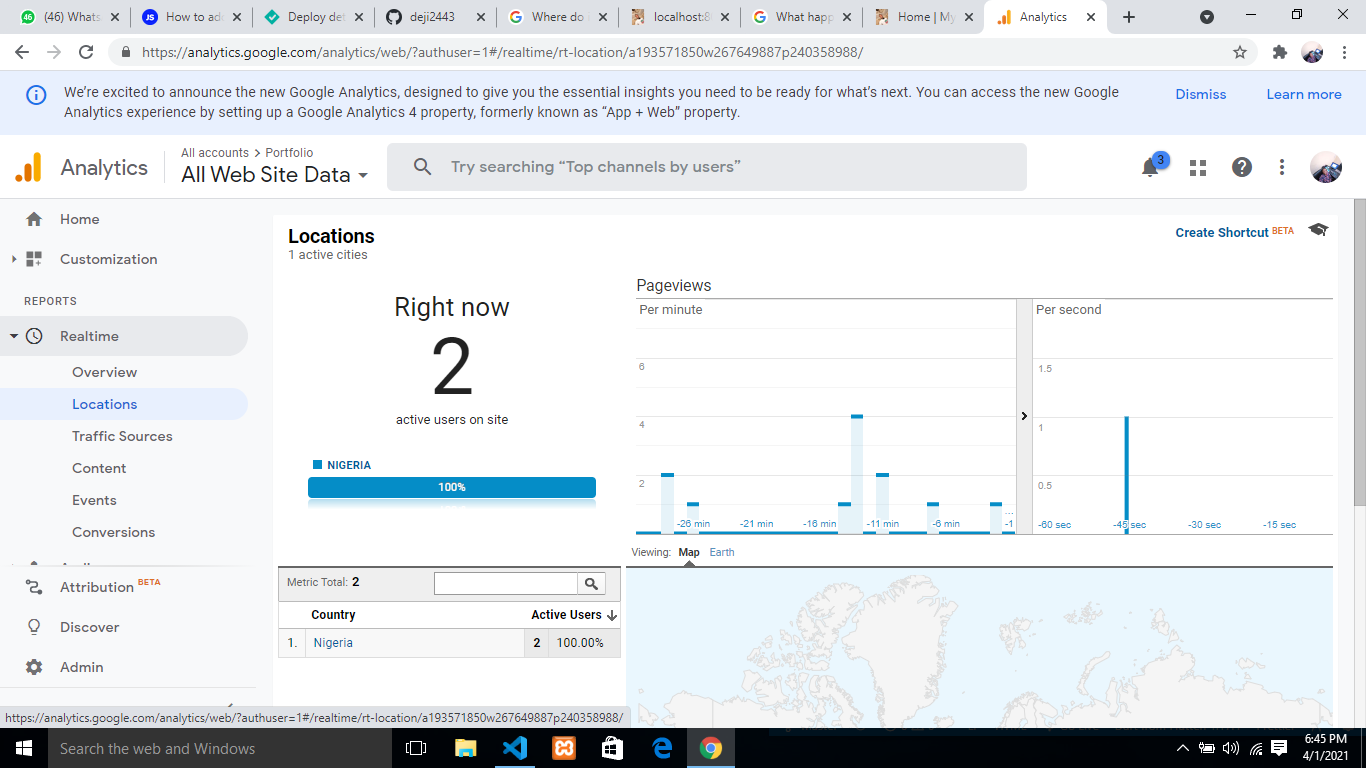 46
(46) Whats
JS
How to ad
Deploy det
deji2443
Where do
localhost:8
What happ
Home | My
Analytics
https://analytics.google.com/analytics/web/?authuser=1#/realtime/rt-location/a193571850w267649887p240358988/
We're excited to announce the new Google Analytics, designed to give you the essential insights you need to be ready for what's next. You can access the new Google
Analytics experience by setting up a Google Analytics 4 property, formerly known as “App + Web” property.
Dismiss
Learn more
Analytics
All accounts > Portfolio
All Web Site Data
Try searching “Top channels by users”
3
Home
Customization
REPORTS
Realtime
Overview
Locations
Traffic Sources
Content
Events
Conversions
Attribution BETA
Discover
Admin
Locations
1 active cities
Create Shortcut BETA
Right now
2
active users on site
NIGERIA
100%
Pageviews
Per minute
6
4
2
-26 min
-21 min
-16 min
-11 min
-6 min
...
-1
Per second
1.5
1
0.5
-60 sec
-45 sec
-30 sec
-15 sec
Viewing: Map Earth
Metric Total: 2
Country
Active Users
1. Nigeria 2 100.00%
https://analytics.google.com/analytics/web/?authuser=1#/realtime/rt-location/a193571850w267649887p240358988/
Search the web and Windows
6:45 PM
4/1/2021